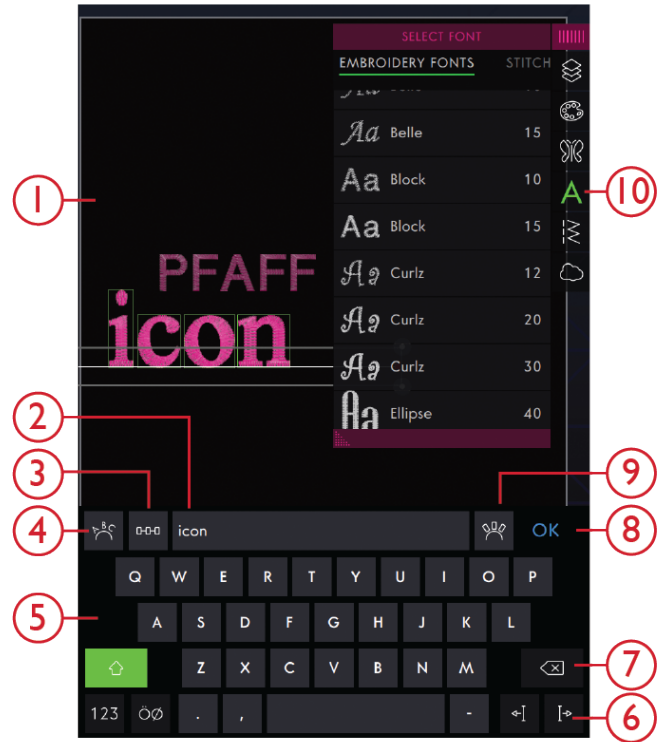 SELECT FONT
EMBROIDERY FONTS STITCH
Aa Belle 15
Aa Block 10
Aa Block 15
Aa Curlz 12
Aa Curlz 20
Aa Curlz 30
Aa Ellipse 40
A
PFAFF
icon
1
10
2
3
4
5
9
8
7
6
ABC
icon
OK
Q W E R T Y U I O P
A S D F G H J K L
Z X C V B N M
123 ÖØ . , -